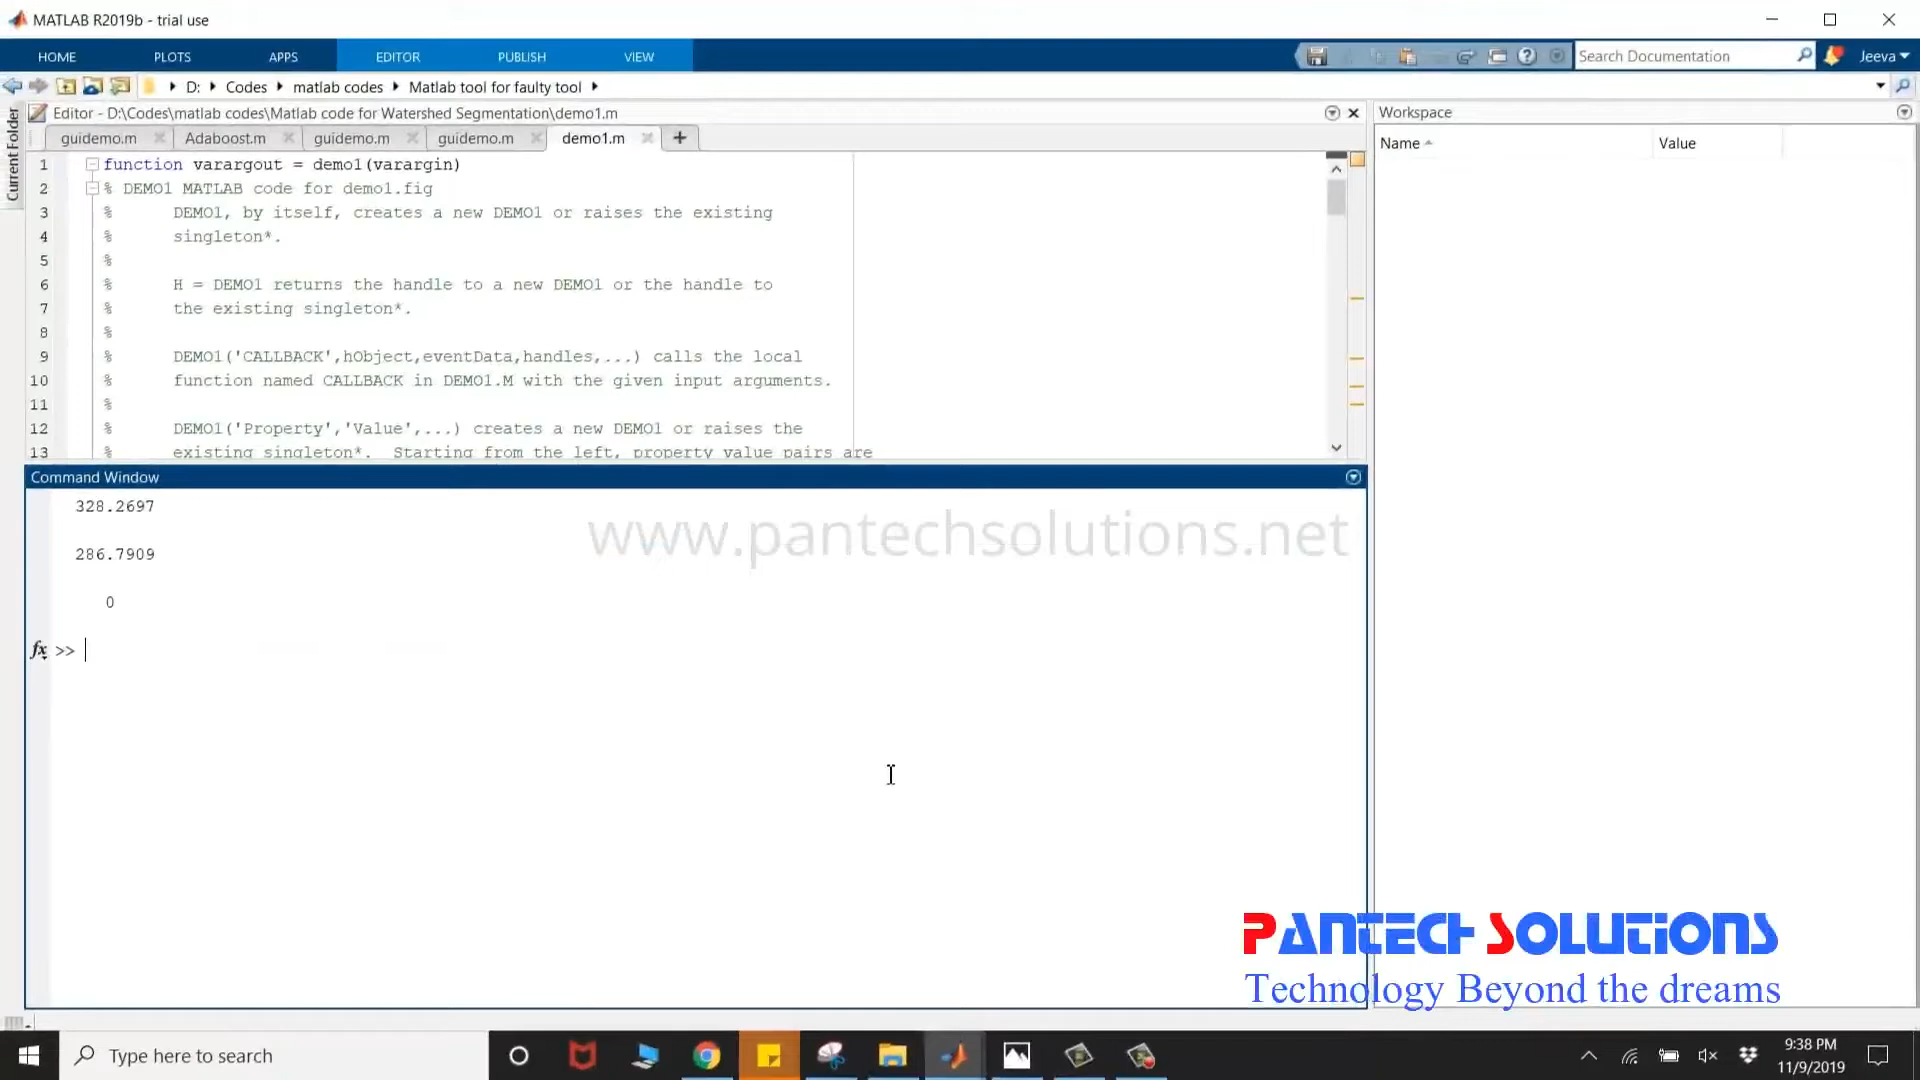 MATLAB R2019b - trial use
HOME PLOTS APPS EDITOR PUBLISH VIEW
Search Documentation
Jeeva
D: Codes matlab codes Matlab tool for faulty tool
Current Folder
Editor - D:\Codes\matlab codes\Matlab code for Watershed Segmentation\demo1.m
guidemo.m Adaboost.m guidemo.m guidemo.m demo1.m +
1 function varargout = demo1(varargin)
2 % DEMO1 MATLAB code for demo1.fig
3 % DEMO1, by itself, creates a new DEMO1 or raises the existing
4 % singleton*.
5 %
6 % H = DEMO1 returns the handle to a new DEMO1 or the handle to
7 % the existing singleton*.
8 %
9 % DEMO1('CALLBACK',hObject,eventData,handles,...) calls the local
10 % function named CALLBACK in DEMO1.M with the given input arguments.
11 %
12 % DEMO1('Property','Value',...) creates a new DEMO1 or raises the
13 % existing singleton*. Starting from the left, property value pairs are
Workspace
Name Value
Command Window
328.2697
286.7909
0
fx >>
www.pantechsolutions.net
PANTECH SOLUTIONS
Technology Beyond the dreams
Type here to search
9:38 PM
11/9/2019